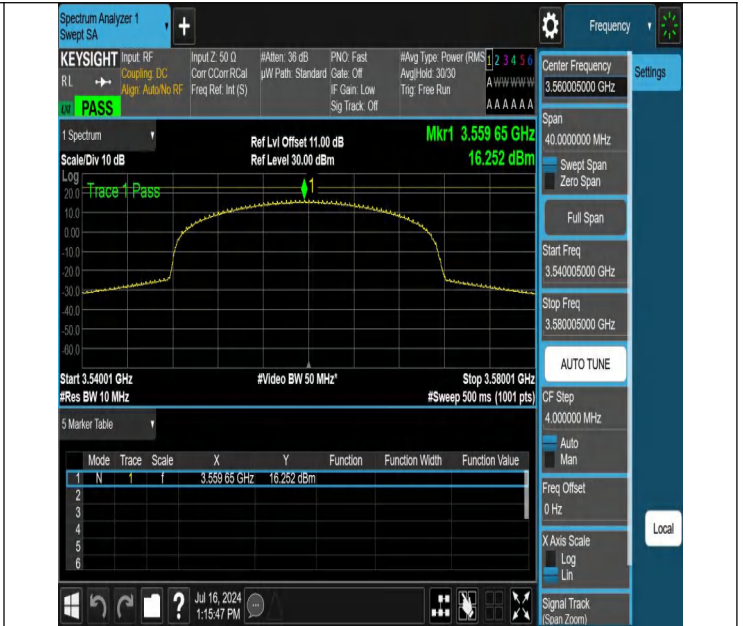 Spectrum Analyzer 1
Swept SA
+
Frequency
KEYSIGHT
RL
PASS
Input: RF
Coupling: DC
Align: Auto/No RF
Input Z: 50 Ω
Corr CCorr RCal
Freq Ref: Int (S)
#Atten: 36 dB
µW Path: Standard
PNO: Fast
Gate: Off
IF Gain: Low
Sig Track: Off
#Avg Type: Power (RMS
Avg|Hold: 30/30
Trig: Free Run
1 2 3 4 5 6
A W W W W W
A A A A A A
Center Frequency
3.560005000 GHz
Settings
Span
40.0000000 MHz
Swept Span
Zero Span
Full Span
Start Freq
3.540005000 GHz
Stop Freq
3.580005000 GHz
AUTO TUNE
CF Step
4.000000 MHz
Auto
Man
Freq Offset
0 Hz
X Axis Scale
Log
Lin
Signal Track
(Span Zoom)
Local
1 Spectrum
Scale/Div 10 dB
Ref Lvl Offset 11.00 dB
Ref Level 30.00 dBm
Mkr1 3.559 65 GHz
16.252 dBm
Log
Trace 1 Pass
1
20.0
10.0
0.00
-10.0
-20.0
-30.0
-40.0
-50.0
-60.0
Start 3.54001 GHz
#Video BW 50 MHz*
Stop 3.58001 GHz
#Res BW 10 MHz
#Sweep 500 ms (1001 pts)
5 Marker Table
Mode Trace Scale X Y Function Function Width Function Value
1 N 1 f 3.559 65 GHz 16.252 dBm
2
3
4
5
6
?
Jul 16, 2024
1:15:47 PM